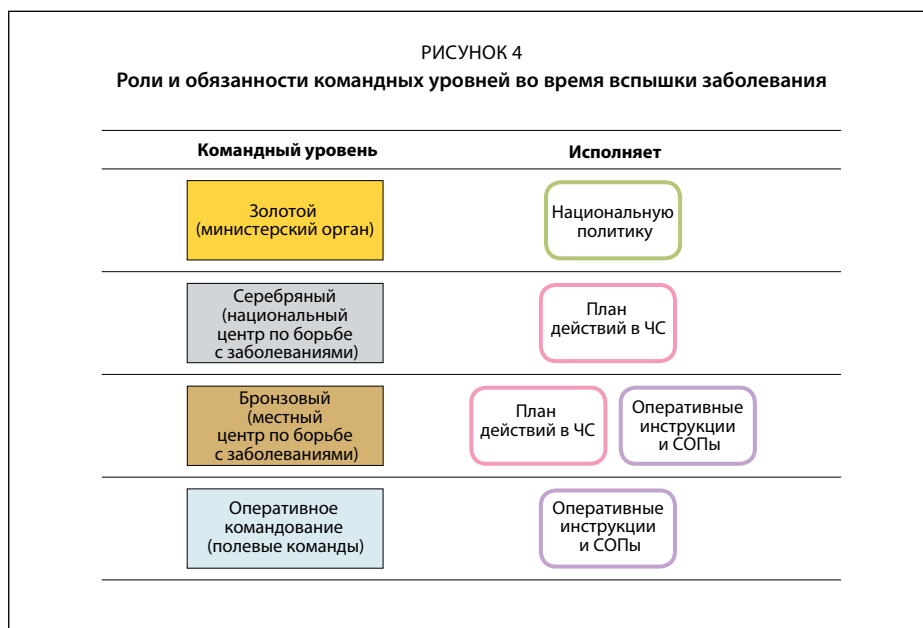 РИСУНОК 4
Роли и обязанности командных уровней во время вспышки заболевания
Командный уровень
Исполняет
Золотой
(министерский орган)
Национальную
политику
Серебряный
(национальный
центр по борьбе
с заболеваниями)
План
действий в ЧС
Бронзовый
(местный
центр по борьбе
с заболеваниями)
План
действий в ЧС
Оперативные
инструкции
и СОПы
Оперативное
командование
(полевые команды)
Оперативные
инструкции
и СОПы